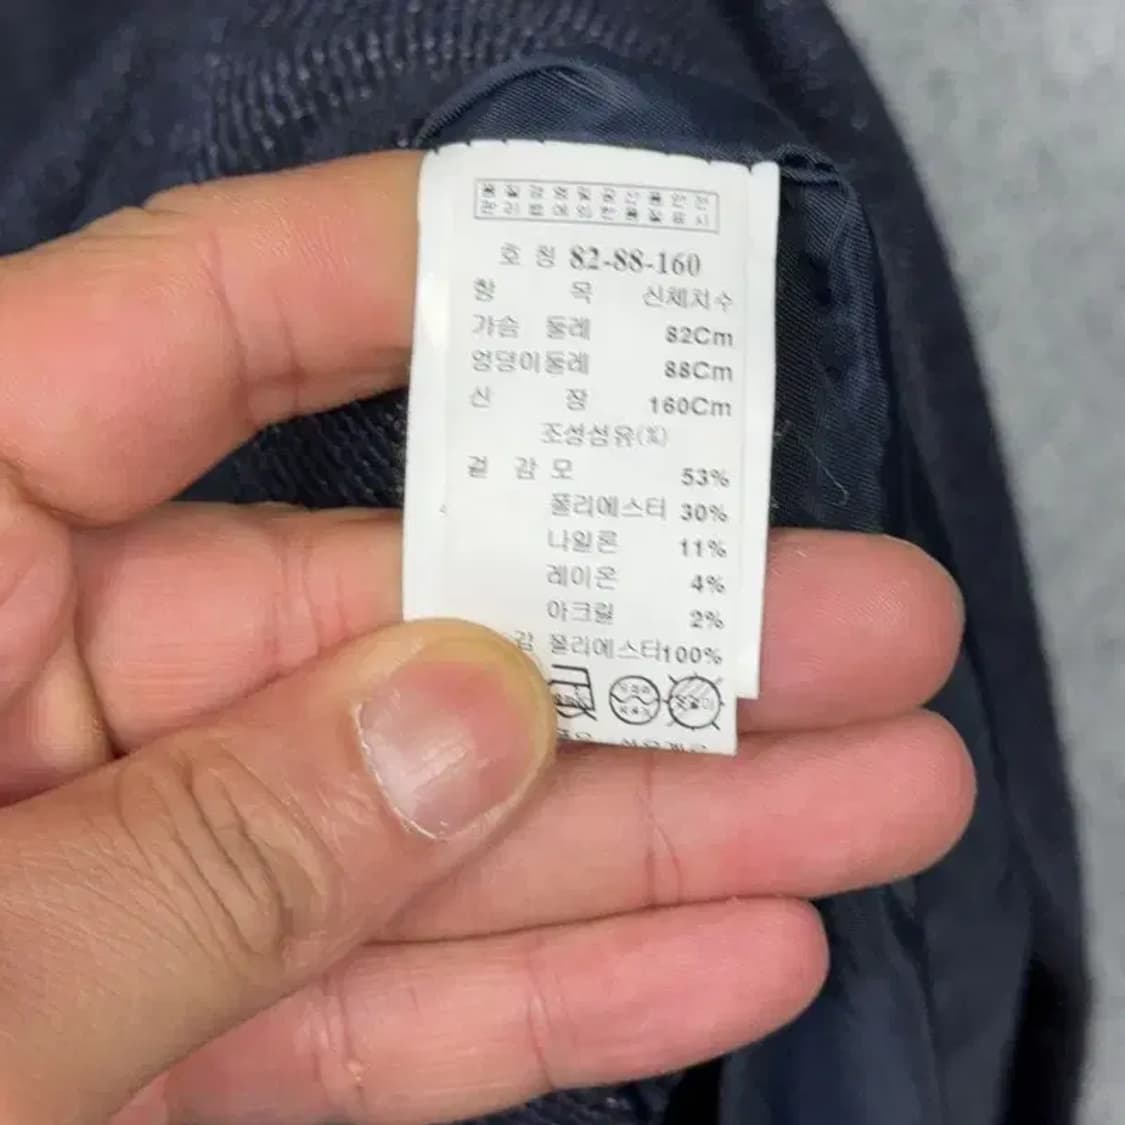 품질경영및공산품안전
관리법에의한품질표시
호 칭 82-88-160
항 목 신체치수
가슴 둘레 82Cm
엉덩이둘레 88Cm
신 장 160Cm
조성섬유(%)
겉 감 모 53%
폴리에스터 30%
나일론 11%
레이온 4%
아크릴 2%
감 폴리에스터100%